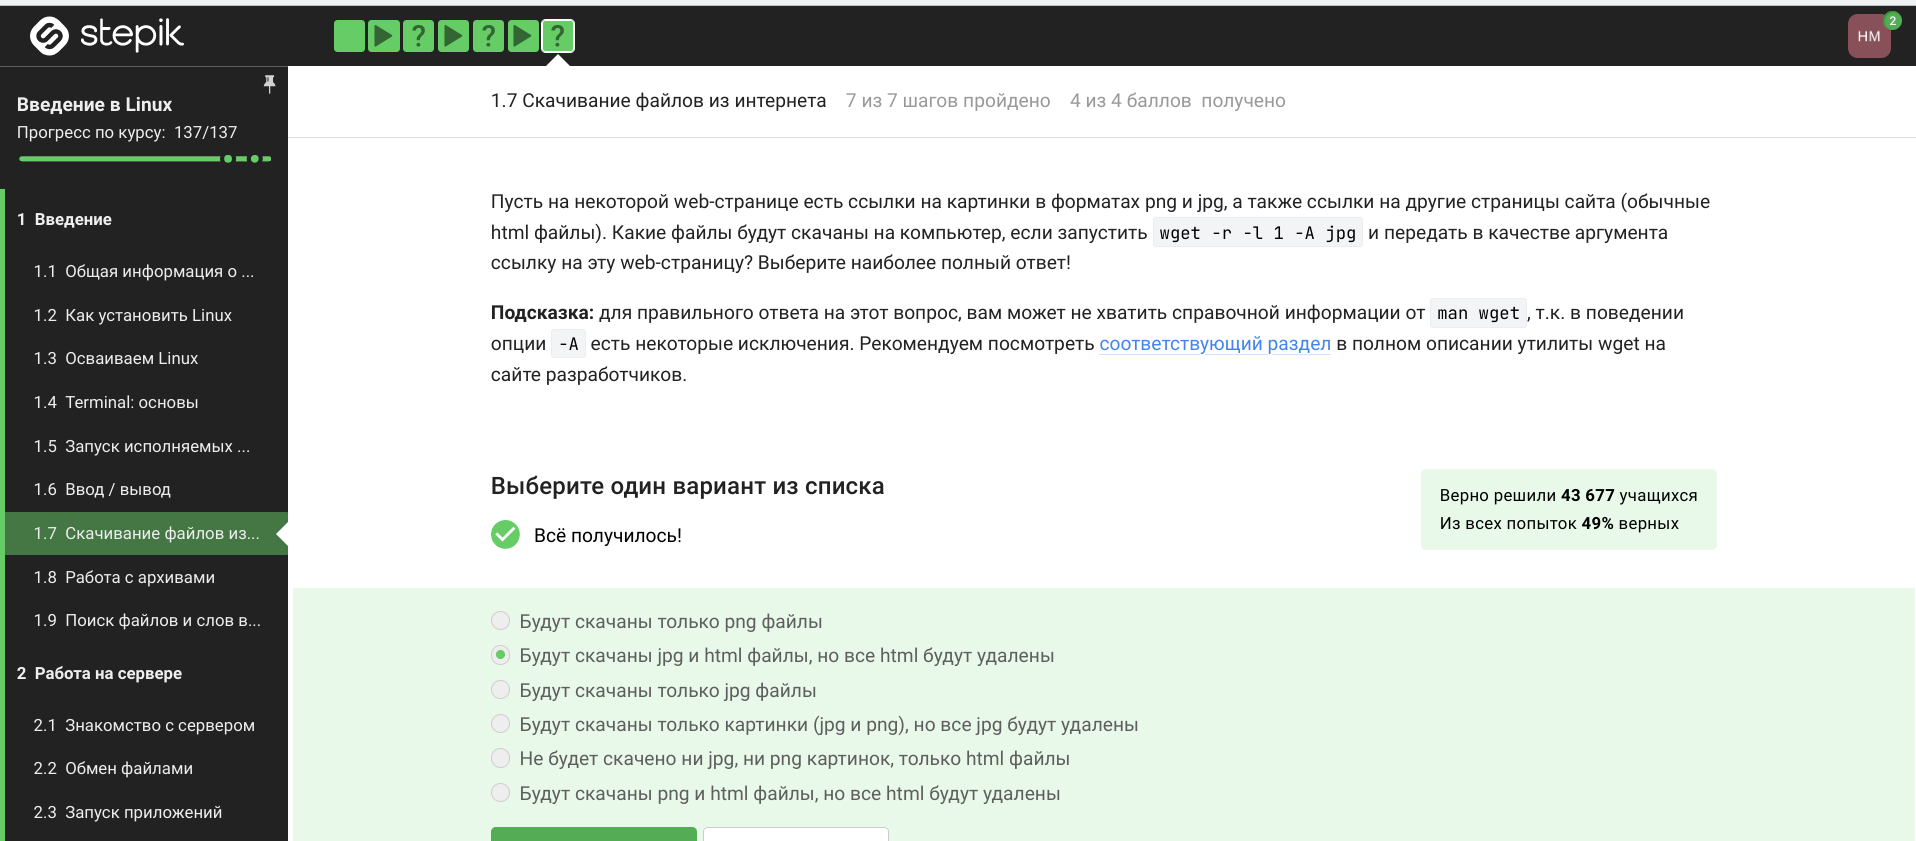 stepik
? ? ?
НМ
2
Введение в Linux
Прогресс по курсу: 137/137
1 Введение
1.1 Общая информация о ...
1.2 Как установить Linux
1.3 Осваиваем Linux
1.4 Terminal: основы
1.5 Запуск исполняемых ...
1.6 Ввод / вывод
1.7 Скачивание файлов из...
1.8 Работа с архивами
1.9 Поиск файлов и слов в...
2 Работа на сервере
2.1 Знакомство с сервером
2.2 Обмен файлами
2.3 Запуск приложений
1.7 Скачивание файлов из интернета 7 из 7 шагов пройдено 4 из 4 баллов получено
Пусть на некоторой web-странице есть ссылки на картинки в форматах png и jpg, а также ссылки на другие страницы сайта (обычные
html файлы). Какие файлы будут скачаны на компьютер, если запустить wget -r -l 1 -A jpg и передать в качестве аргумента
ссылку на эту web-страницу? Выберите наиболее полный ответ!
Подсказка: для правильного ответа на этот вопрос, вам может не хватить справочной информации от man wget, т.к. в поведении
опции -A есть некоторые исключения. Рекомендуем посмотреть соответствующий раздел в полном описании утилиты wget на
сайте разработчиков.
Выберите один вариант из списка
Всё получилось!
Верно решили 43 677 учащихся
Из всех попыток 49% верных
Будут скачаны только png файлы
Будут скачаны jpg и html файлы, но все html будут удалены
Будут скачаны только jpg файлы
Будут скачаны только картинки (jpg и png), но все jpg будут удалены
Не будет скачено ни jpg, ни png картинок, только html файлы
Будут скачаны png и html файлы, но все html будут удалены